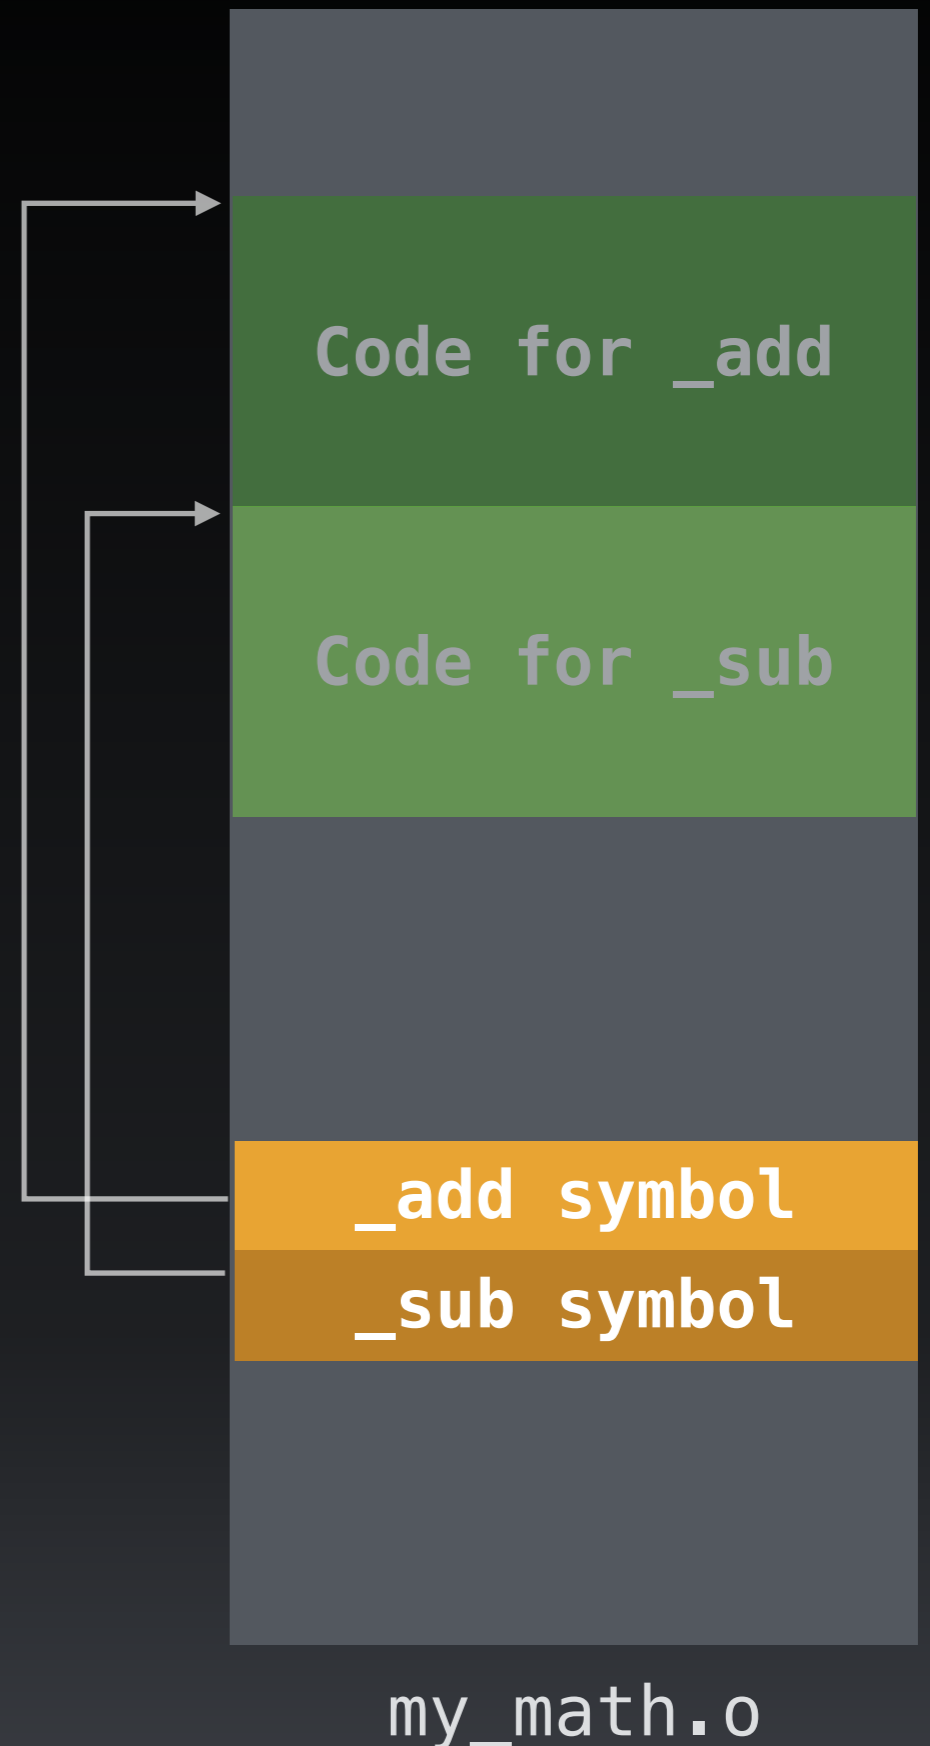 Code for _add
Code for _sub
_add symbol
_sub symbol
my_math.o